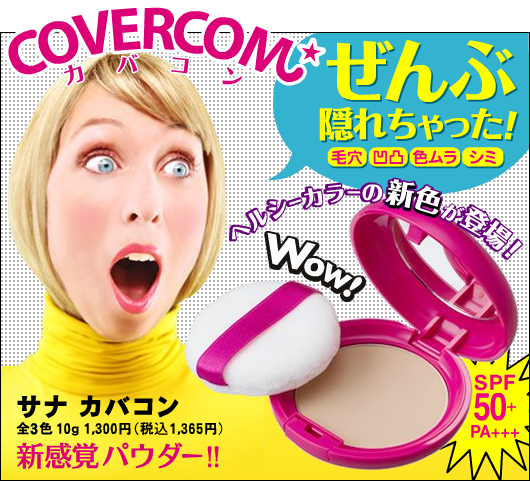 COVERCOM
カバコン
ぜんぶ
隠れちゃった!
毛穴 凹凸 色ムラ シミ
ヘルシーカラーの新色が登場!
Wow!
SPF
50+
PA+++
サナ カバコン
全3色 10g 1,300円(税込1,365円)
新感覚パウダー!!